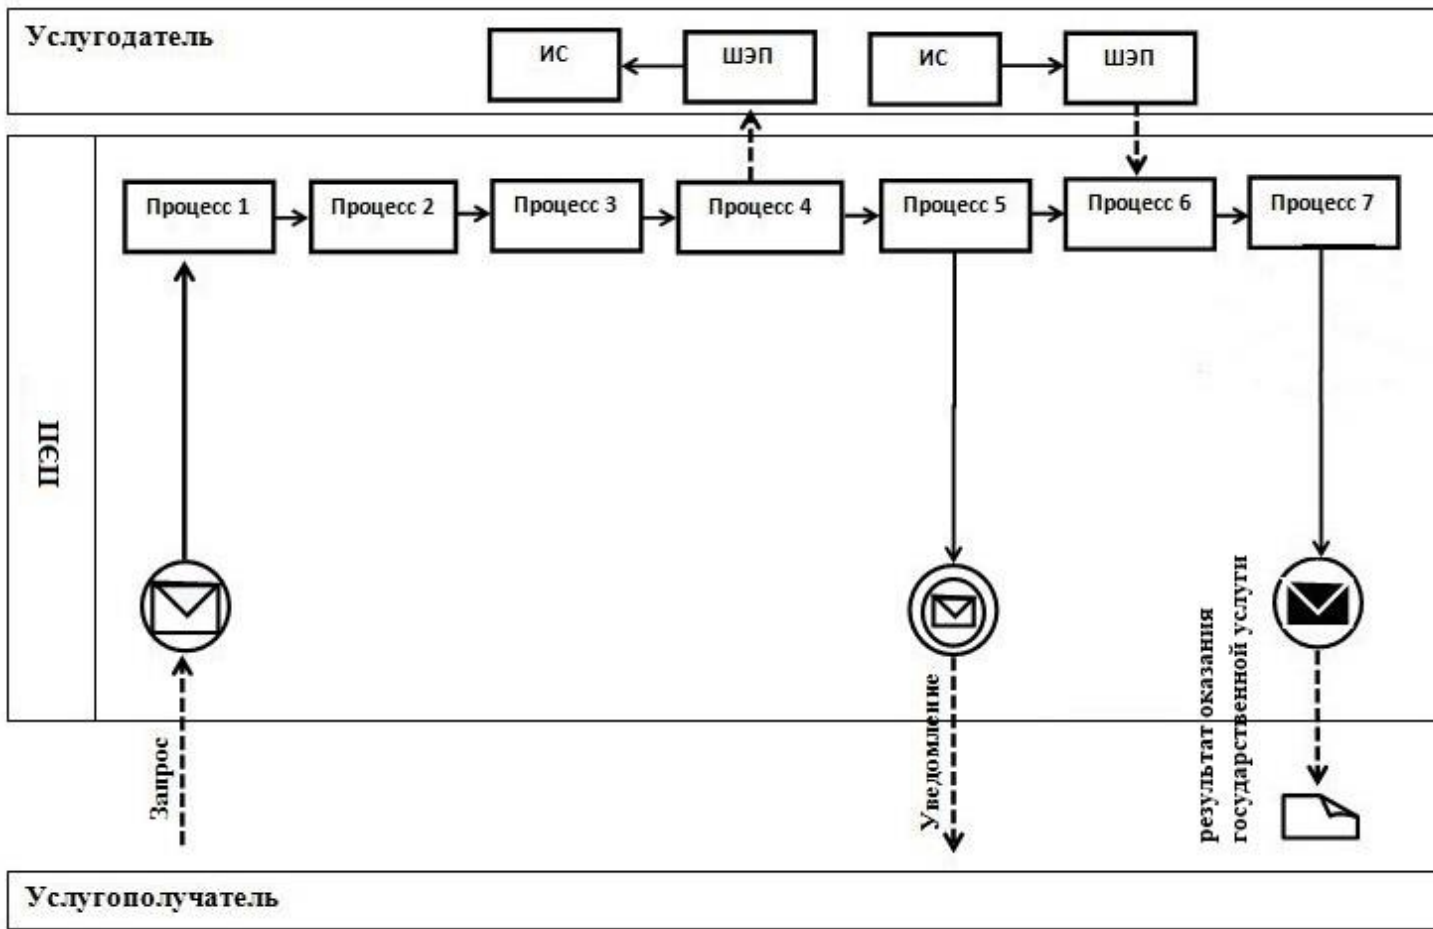 Услугодатель
ИС
ШЭП
ИС
ШЭП
ПЭП
Процесс 1
Процесс 2
Процесс 3
Процесс 4
Процесс 5
Процесс 6
Процесс 7
Запрос
Уведомление
результат оказания
государственной услуги
Услугополучатель